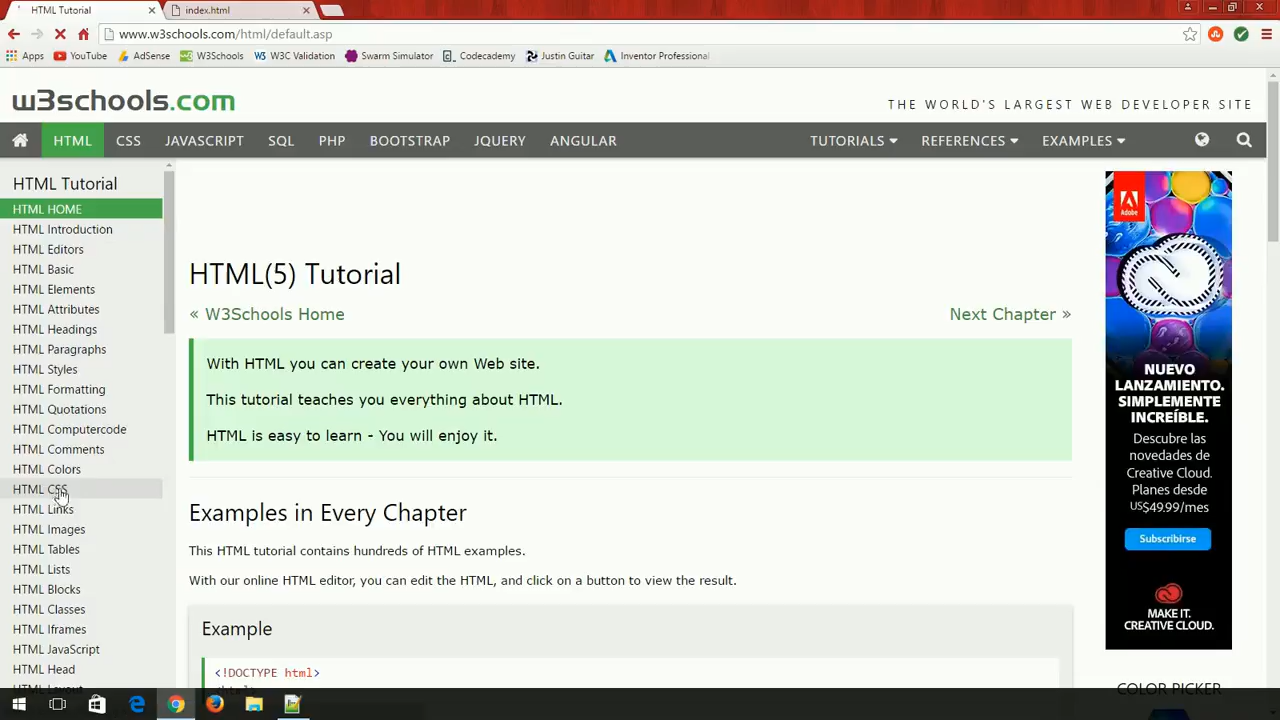 HTML Tutorial
index.html
www.w3schools.com/html/default.asp
Apps YouTube AdSense W3Schools W3C Validation Swarm Simulator Codecademy Justin Guitar Inventor Professional
w3schools.com
THE WORLD'S LARGEST WEB DEVELOPER SITE
HTML CSS JAVASCRIPT SQL PHP BOOTSTRAP JQUERY ANGULAR TUTORIALS REFERENCES EXAMPLES
HTML Tutorial
HTML HOME
HTML Introduction
HTML Editors
HTML Basic
HTML Elements
HTML Attributes
HTML Headings
HTML Paragraphs
HTML Styles
HTML Formatting
HTML Quotations
HTML Computercode
HTML Comments
HTML Colors
HTML CSS
HTML Links
HTML Images
HTML Tables
HTML Lists
HTML Blocks
HTML Classes
HTML Iframes
HTML JavaScript
HTML Head
HTML(5) Tutorial
« W3Schools Home
Next Chapter »
With HTML you can create your own Web site.
This tutorial teaches you everything about HTML.
HTML is easy to learn - You will enjoy it.
Examples in Every Chapter
This HTML tutorial contains hundreds of HTML examples.
With our online HTML editor, you can edit the HTML, and click on a button to view the result.
Example
<!DOCTYPE html>
Adobe
NUEVO
LANZAMIENTO.
SIMPLEMENTE
INCREÍBLE.
Descubre las
novedades de
Creative Cloud.
Planes desde
US$49.99/mes
Subscribirse
MAKE IT.
CREATIVE CLOUD.
COLOR PICKER